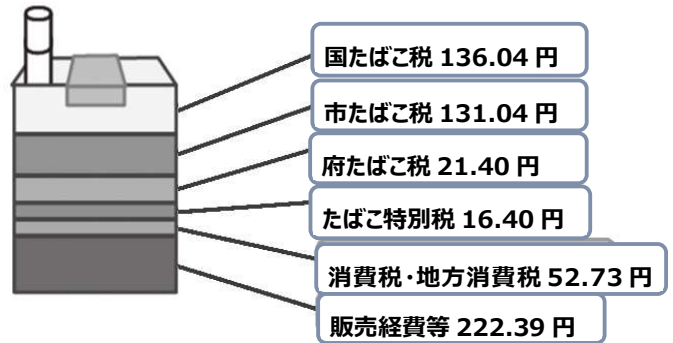 国たばこ税 136.04 円
市たばこ税 131.04 円
府たばこ税 21.40 円
たばこ特別税 16.40 円
消費税・地方消費税 52.73 円
販売経費等 222.39 円